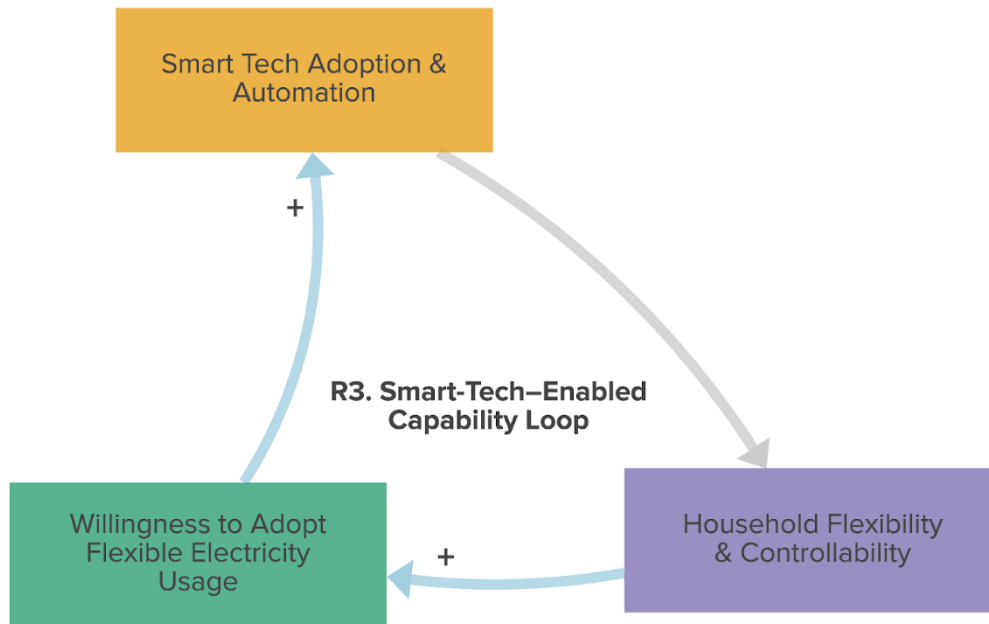 Smart Tech Adoption &
Automation
+
R3. Smart-Tech–Enabled
Capability Loop
Willingness to Adopt
Flexible Electricity
Usage
+
Household Flexibility
& Controllability